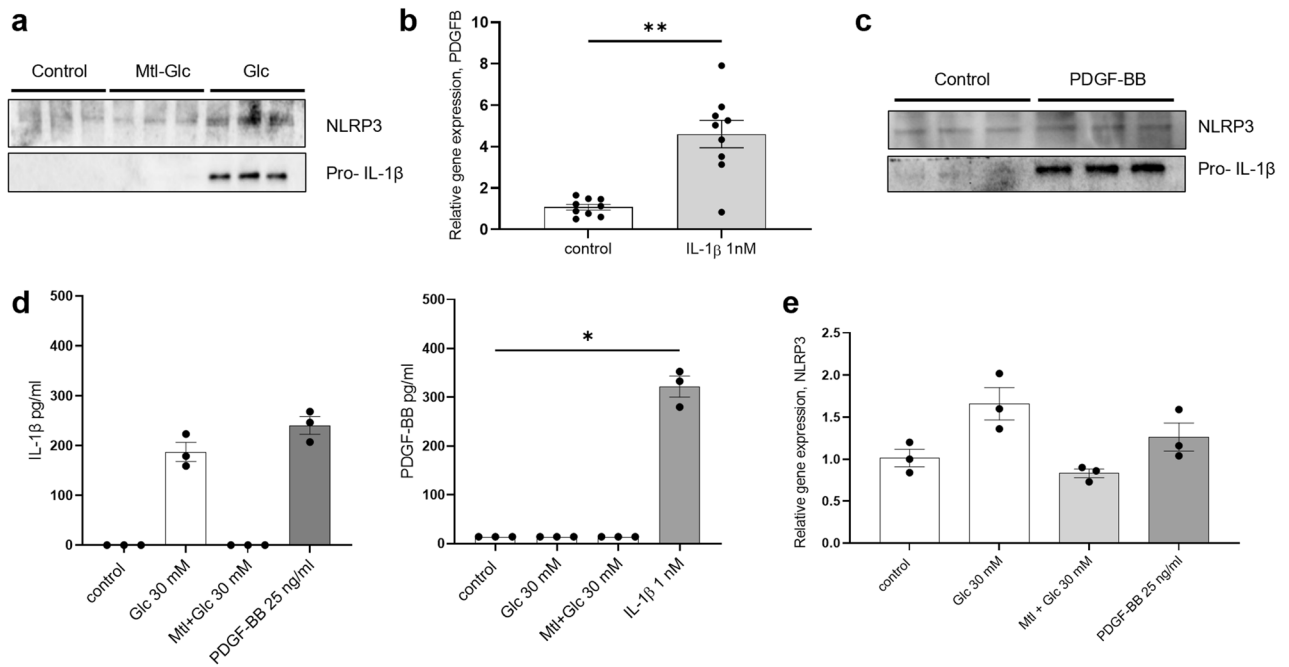 a
Control Mtl-Glc Glc
NLRP3
Pro- IL-1β
b
Relative gene expression, PDGFB
10
8
6
4
2
0
**
control IL-1β 1nM
c
Control PDGF-BB
NLRP3
Pro- IL-1β
d
IL-1β pg/ml
500
400
300
200
100
0
control
Glc 30 mM
Mtl+Glc 30 mM
PDGF-BB 25 ng/ml
PDGF-BB pg/ml
500
400
300
200
100
0
*
control
Glc 30 mM
Mtl+Glc 30 mM
IL-1β 1 nM
e
Relative gene expression, NLRP3
2.5
2.0
1.5
1.0
0.5
0.0
control
Glc 30 mM
Mtl + Glc 30 mM
PDGF-BB 25 ng/ml